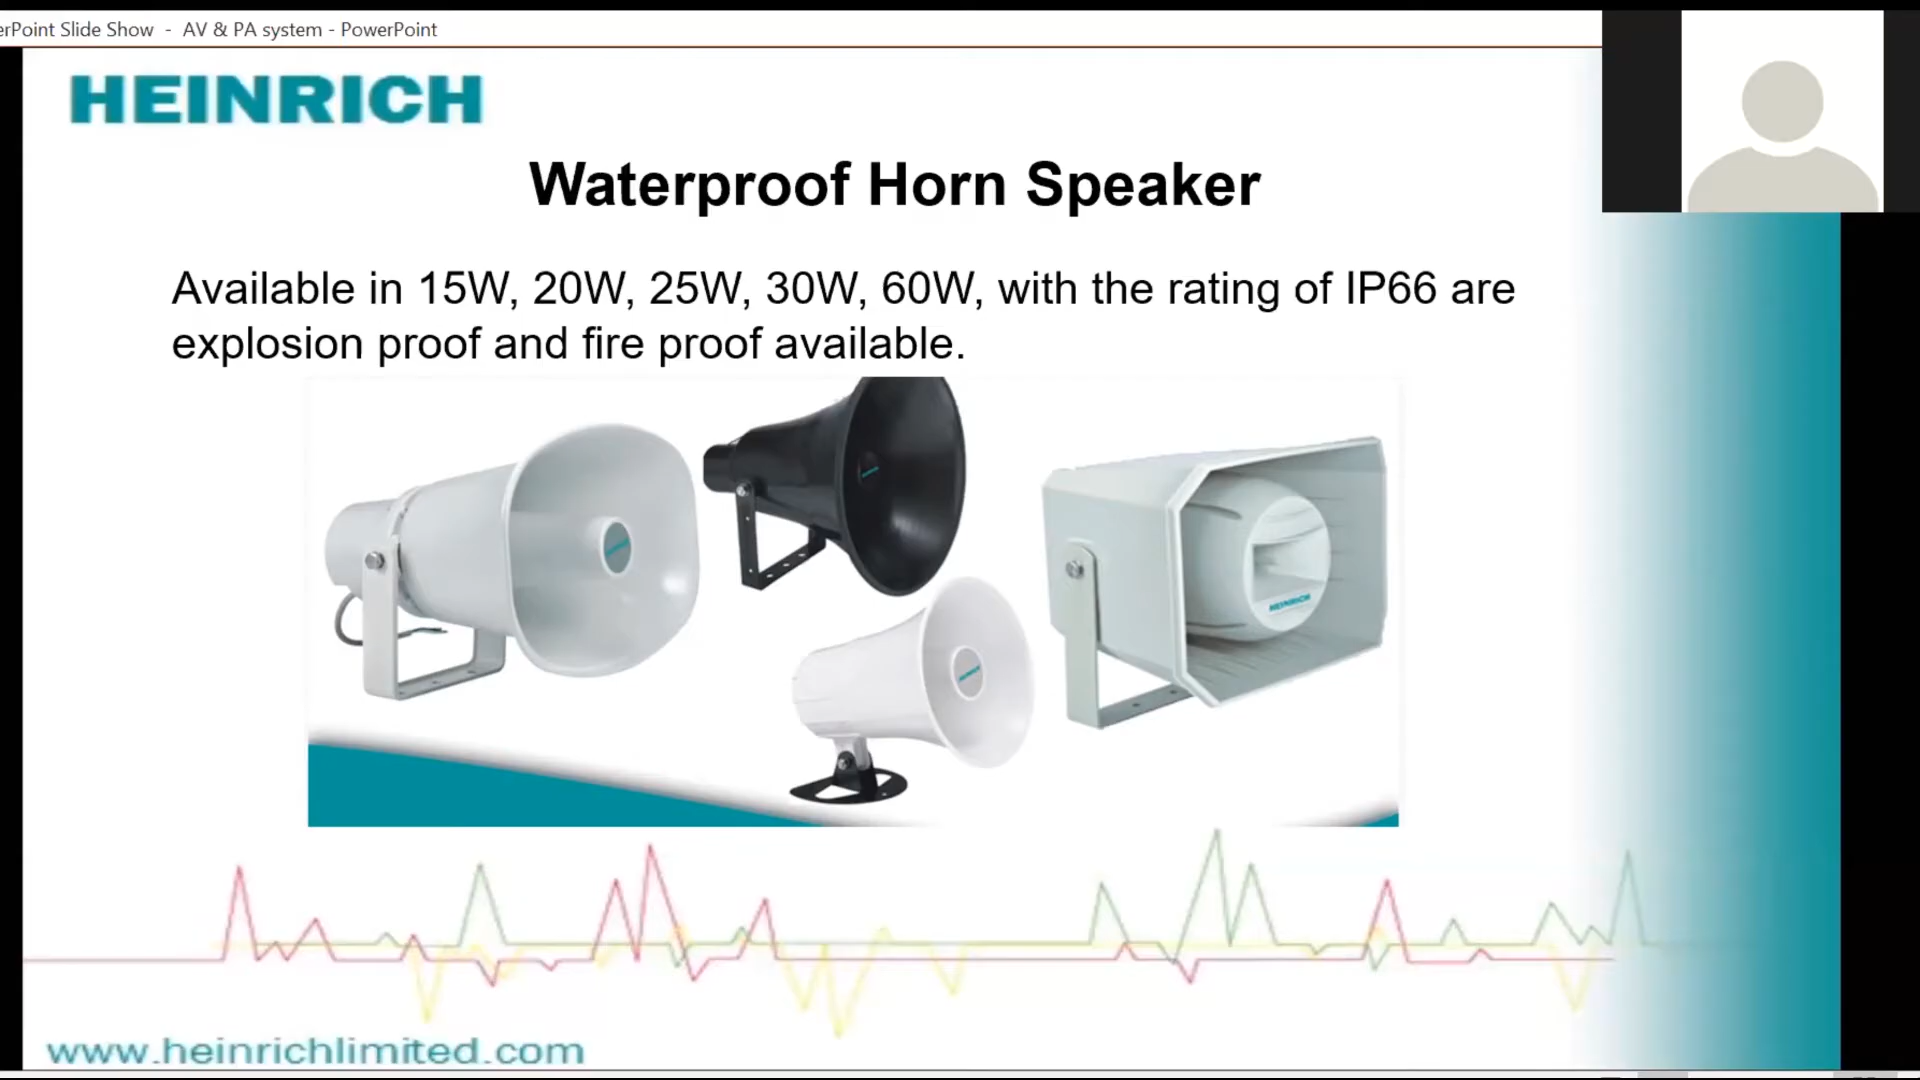 erPoint Slide Show - AV & PA system - PowerPoint
HEINRICH
Waterproof Horn Speaker
Available in 15W, 20W, 25W, 30W, 60W, with the rating of IP66 are
explosion proof and fire proof available.
HEINRICH
www.heinrichlimited.com